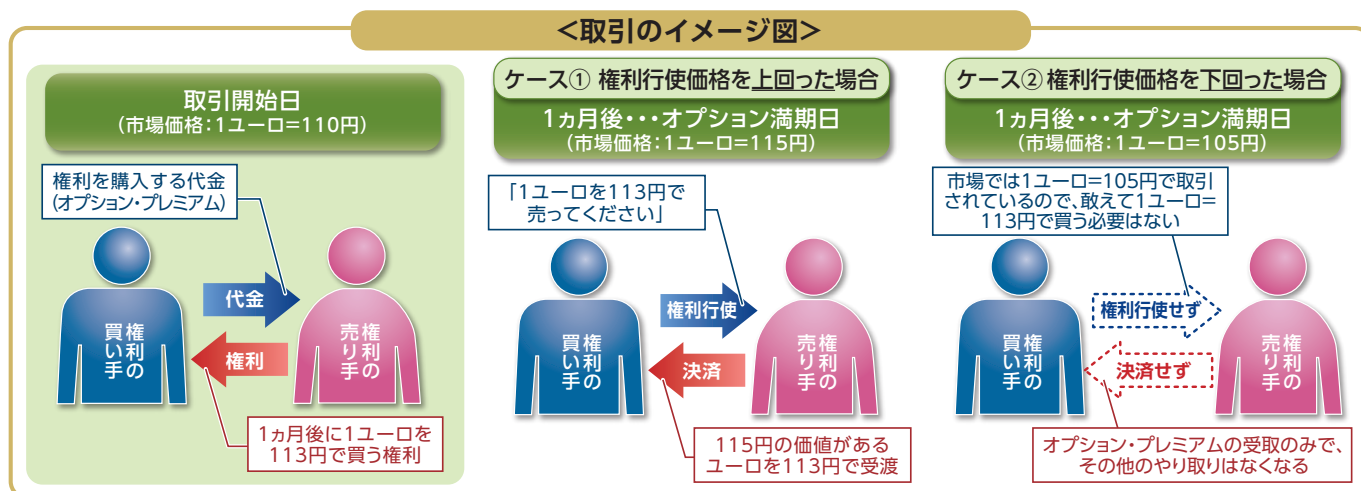 <取引のイメージ図>
取引開始日
(市場価格:1ユーロ=110円)
権利を購入する代金
(オプション・プレミアム)
代金
権利
権利の
買い手
権利の
売り手
1ヵ月後に1ユーロを
113円で買う権利
ケース① 権利行使価格を上回った場合
1ヵ月後・・・オプション満期日
(市場価格:1ユーロ=115円)
「1ユーロを113円で
売ってください」
権利行使
決済
権利の
買い手
権利の
売り手
115円の価値がある
ユーロを113円で受渡
ケース② 権利行使価格を下回った場合
1ヵ月後・・・オプション満期日
(市場価格:1ユーロ=105円)
市場では1ユーロ=105円で取引
されているので、敢えて1ユーロ=
113円で買う必要はない
権利行使せず
決済せず
権利の
買い手
権利の
売り手
オプション・プレミアムの受取のみで、
その他のやり取りはなくなる